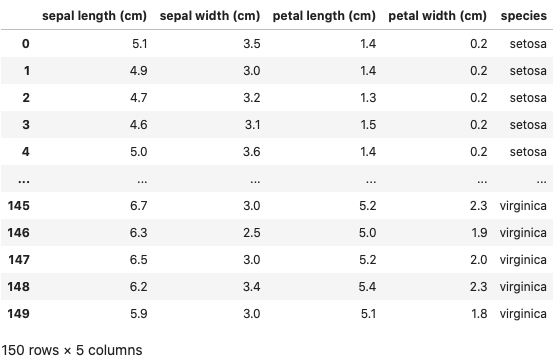 sepal length (cm) sepal width (cm) petal length (cm) petal width (cm) species
0 5.1 3.5 1.4 0.2 setosa
1 4.9 3.0 1.4 0.2 setosa
2 4.7 3.2 1.3 0.2 setosa
3 4.6 3.1 1.5 0.2 setosa
4 5.0 3.6 1.4 0.2 setosa
... ... ... ... ... ...
145 6.7 3.0 5.2 2.3 virginica
146 6.3 2.5 5.0 1.9 virginica
147 6.5 3.0 5.2 2.0 virginica
148 6.2 3.4 5.4 2.3 virginica
149 5.9 3.0 5.1 1.8 virginica
150 rows × 5 columns